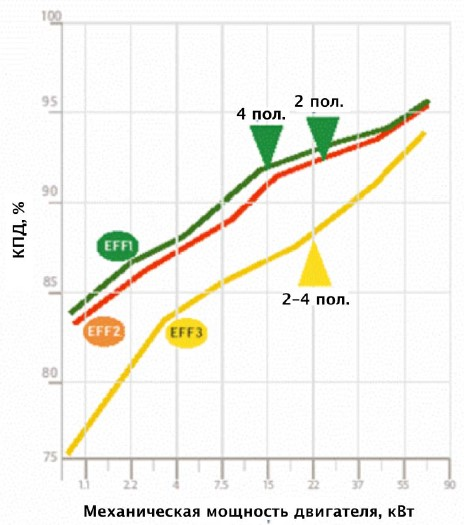 100
КПД, %
95
4 пол.
2 пол.
90
EFF1
85
2-4 пол.
EFF2
EFF3
80
75
1.1 2.2 4 7.5 15 22 37 55 90
Механическая мощность двигателя, кВт